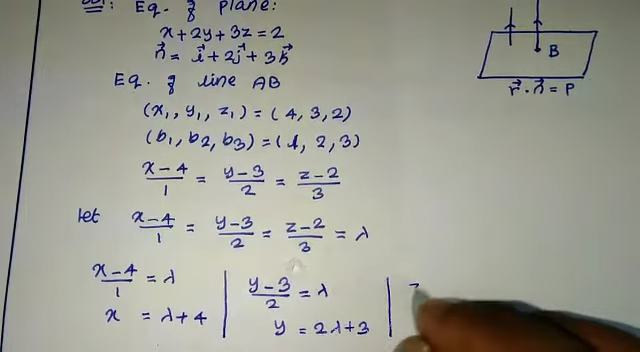 Sol: Eq. of plane:
x+2y+3z=2
n⃗ = i⃗+2j⃗+3k⃗
Eq. of line AB
(x₁, y₁, z₁) = (4, 3, 2)
(b₁, b₂, b₃) = (1, 2, 3)
(x-4)/1 = (y-3)/2 = (z-2)/3
let (x-4)/1 = (y-3)/2 = (z-2)/3 = λ
(x-4)/1 = λ
x = λ+4
(y-3)/2 = λ
y = 2λ+3
B
r⃗·n⃗ = P